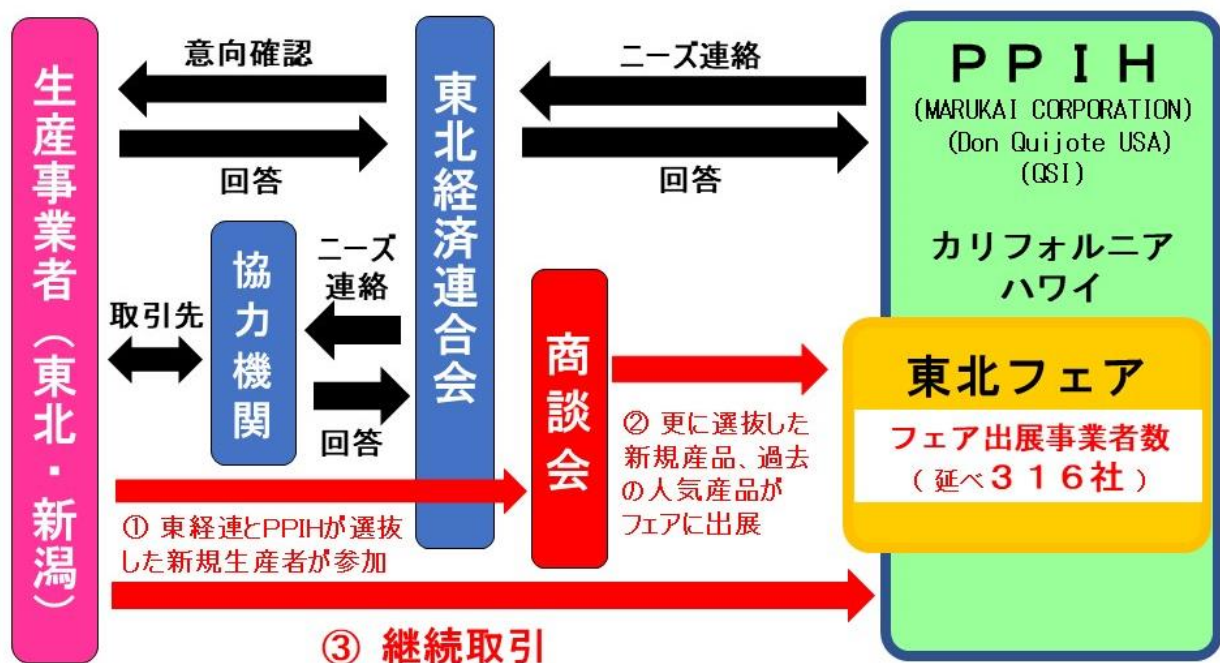 生産事業者（東北・新潟）
意向確認
回答
取引先
協力機関
ニーズ
連絡
回答
東北経済連合会
ニーズ連絡
回答
商談会
ＰＰＩＨ
(MARUKAI CORPORATION)
(Don Quijote USA)
(QSI)
カリフォルニア
ハワイ
東北フェア
フェア出展事業者数
（延べ３１６社）
① 東経連とPPIHが選抜
した新規生産者が参加
② 更に選抜した
新規産品、過去
の人気産品が
フェアに出展
③ 継続取引